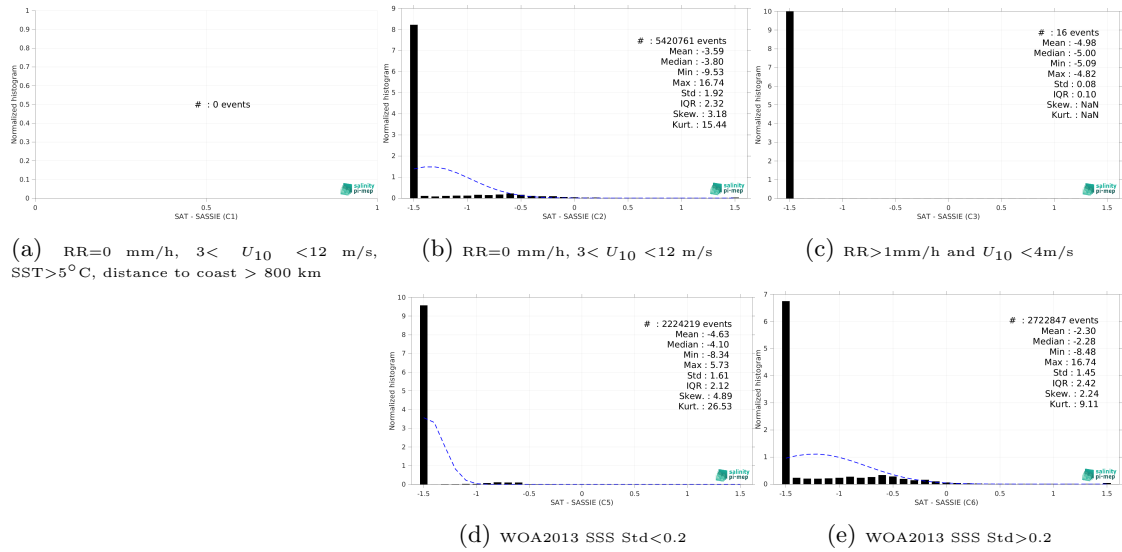 1
0.9
0.8
0.7
0.6
0.5
0.4
0.3
0.2
0.1
0
Normalized histogram
# : 0 events
salinity
pi-mep
0 0.5 1
SAT - SASSIE (C1)
(a) RR=0 mm/h, 3< U10 <12 m/s,
SST>5°C, distance to coast > 800 km
9
8
7
6
5
4
3
2
1
0
Normalized histogram
# : 5420761 events
Mean : -3.59
Median : -3.80
Min : -9.53
Max : 16.74
Std : 1.92
IQR : 2.32
Skew. : 3.18
Kurt. : 15.44
salinity
pi-mep
-1.5 -1 -0.5 0 0.5 1 1.5
SAT - SASSIE (C2)
(b) RR=0 mm/h, 3< U10 <12 m/s
10
9
8
7
6
5
4
3
2
1
0
Normalized histogram
# : 16 events
Mean : -4.98
Median : -5.00
Min : -5.09
Max : -4.82
Std : 0.08
IQR : 0.10
Skew. : NaN
Kurt. : NaN
salinity
pi-mep
-1.5 -1 -0.5 0 0.5 1 1.5
SAT - SASSIE (C3)
(c) RR>1mm/h and U10 <4m/s
10
9
8
7
6
5
4
3
2
1
0
Normalized histogram
# : 2224219 events
Mean : -4.63
Median : -4.10
Min : -8.34
Max : 5.73
Std : 1.61
IQR : 2.12
Skew. : 4.89
Kurt. : 26.53
salinity
pi-mep
-1.5 -1 -0.5 0 0.5 1 1.5
SAT - SASSIE (C5)
(d) WOA2013 SSS Std<0.2
7
6
5
4
3
2
1
0
Normalized histogram
# : 2722847 events
Mean : -2.30
Median : -2.28
Min : -8.48
Max : 16.74
Std : 1.45
IQR : 2.42
Skew. : 2.24
Kurt. : 9.11
salinity
pi-mep
-1.5 -1 -0.5 0 0.5 1 1.5
SAT - SASSIE (C6)
(e) WOA2013 SSS Std>0.2